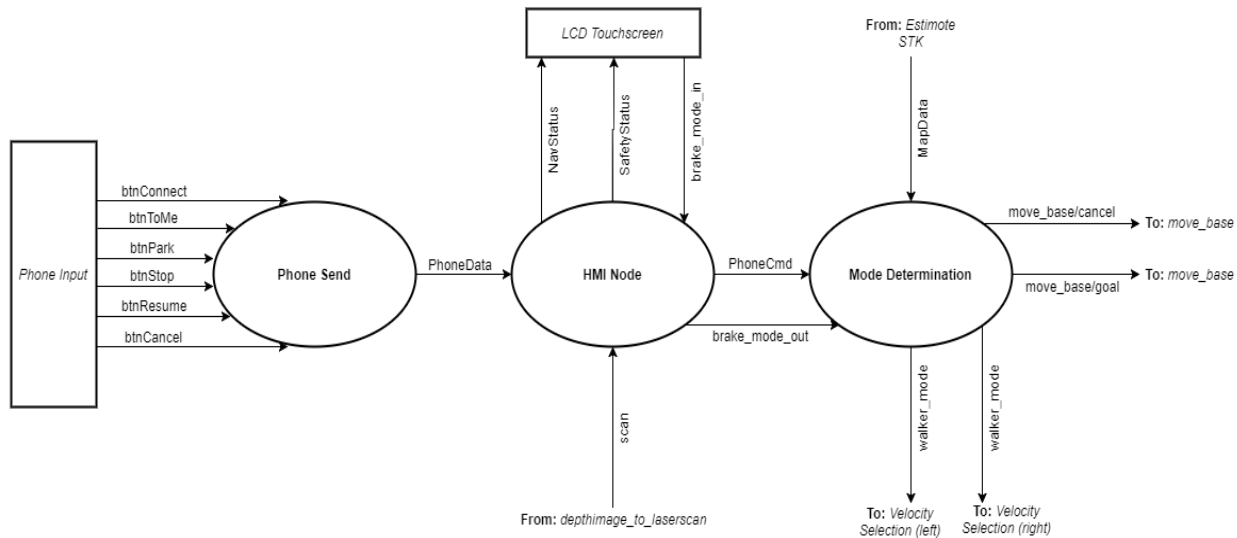 LCD Touchscreen
From: Estimote
STK
NavStatus
SafetyStatus
brake_mode_in
MapData
Phone Input
btnConnect
btnToMe
btnPark
btnStop
btnResume
btnCancel
Phone Send
PhoneData
HMI Node
PhoneCmd
brake_mode_out
Mode Determination
move_base/cancel
To: move_base
move_base/goal
To: move_base
scan
walker_mode
walker_mode
From: depthimage_to_laserscan
To: Velocity
Selection (left)
To: Velocity
Selection (right)